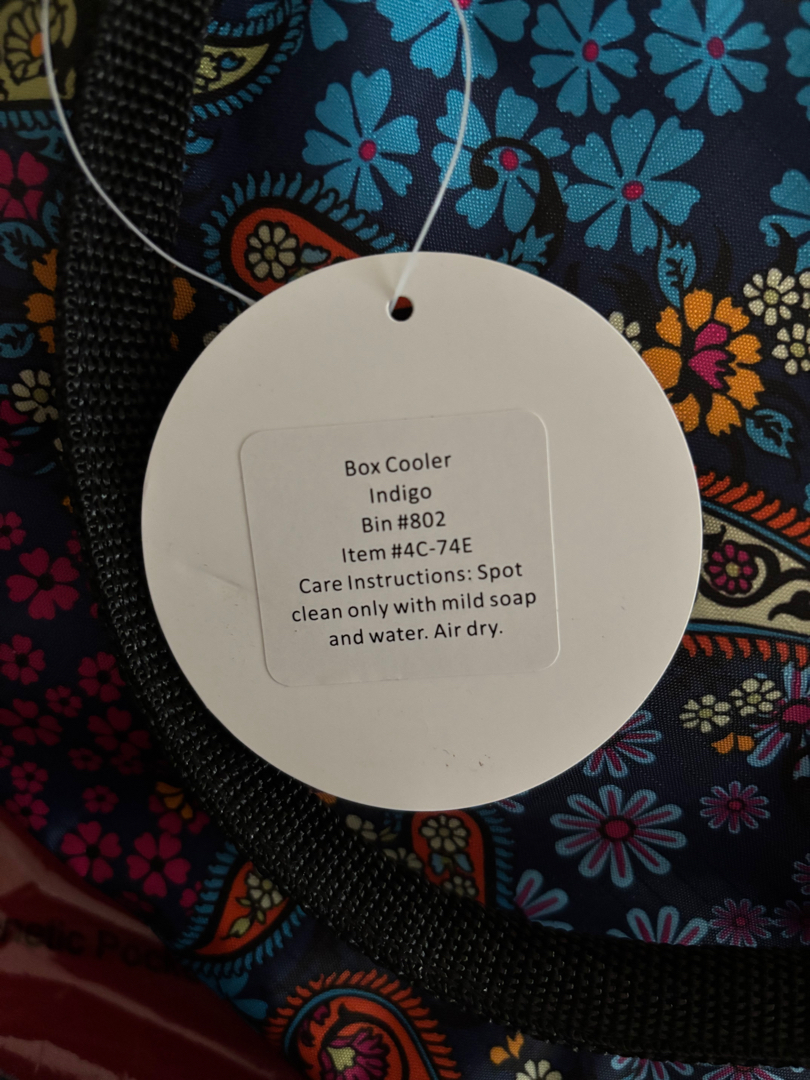 Box Cooler
Indigo
Bin #802
Item #4C-74E
Care Instructions: Spot
clean only with mild soap
and water. Air dry.